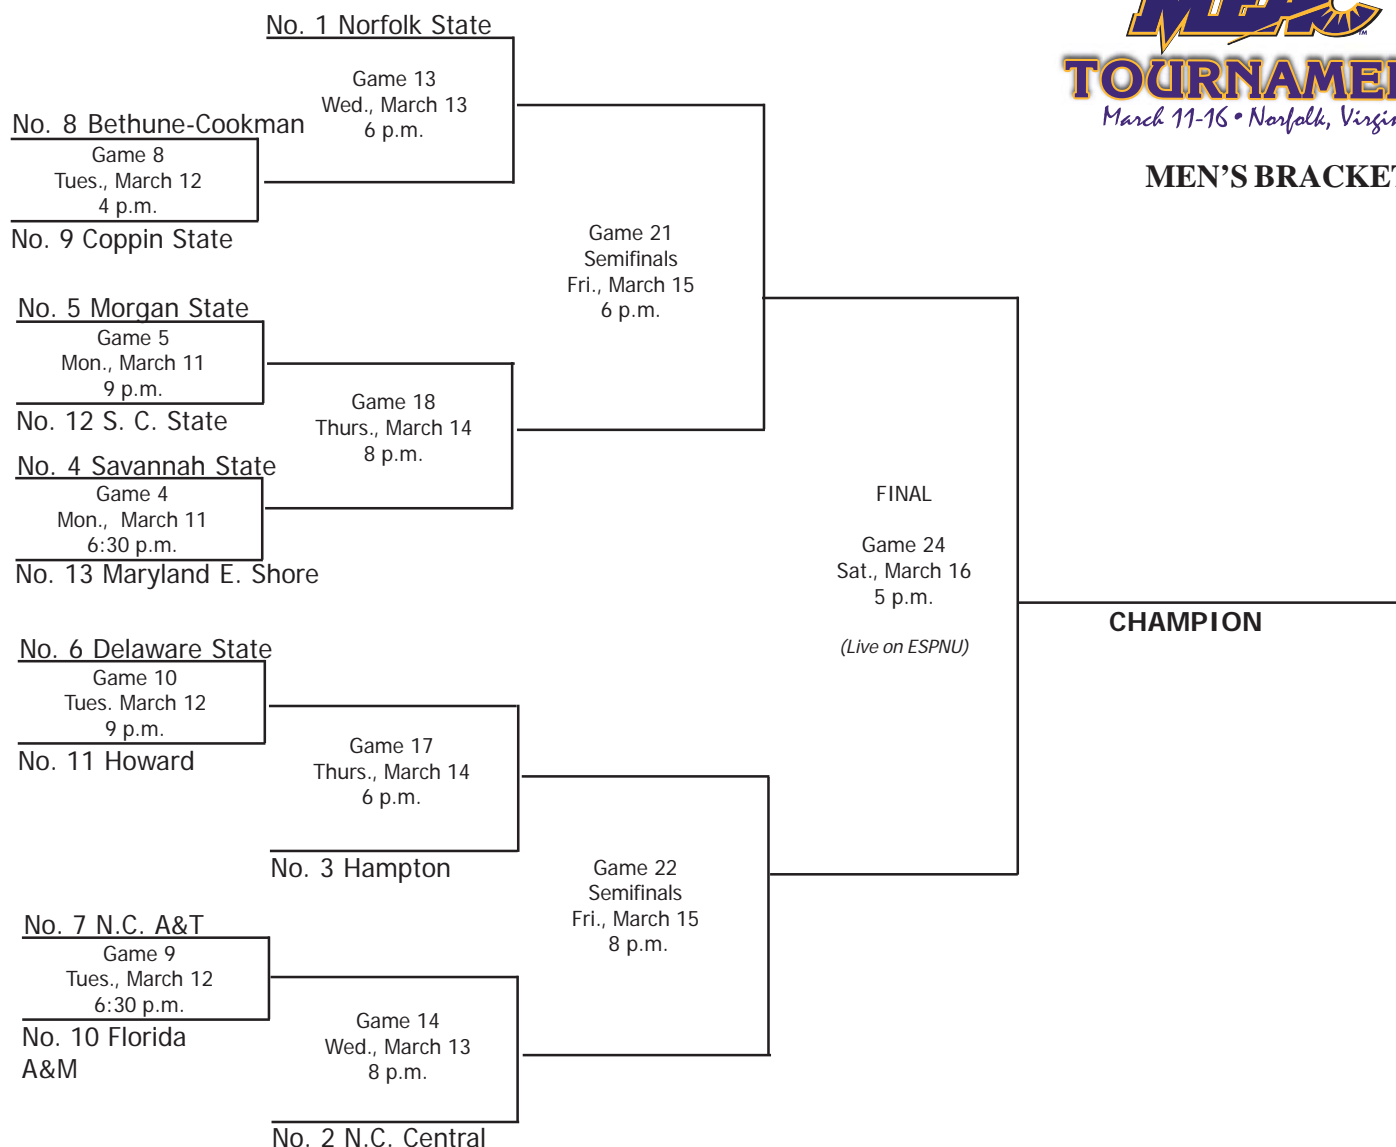 MEAC
TM
TOURNAME
March 11-16 • Norfolk, Virgin
MEN'S BRACKET
No. 1 Norfolk State
Game 13
Wed., March 13
6 p.m.
No. 8 Bethune-Cookman
Game 8
Tues., March 12
4 p.m.
No. 9 Coppin State
Game 21
Semifinals
Fri., March 15
6 p.m.
No. 5 Morgan State
Game 5
Mon., March 11
9 p.m.
No. 12 S. C. State
Game 18
Thurs., March 14
8 p.m.
No. 4 Savannah State
Game 4
Mon., March 11
6:30 p.m.
No. 13 Maryland E. Shore
FINAL
Game 24
Sat., March 16
5 p.m.
(Live on ESPNU)
CHAMPION
No. 6 Delaware State
Game 10
Tues. March 12
9 p.m.
No. 11 Howard
Game 17
Thurs., March 14
6 p.m.
No. 3 Hampton
Game 22
Semifinals
Fri., March 15
8 p.m.
No. 7 N.C. A&T
Game 9
Tues., March 12
6:30 p.m.
No. 10 Florida
A&M
Game 14
Wed., March 13
8 p.m.
No. 2 N.C. Central